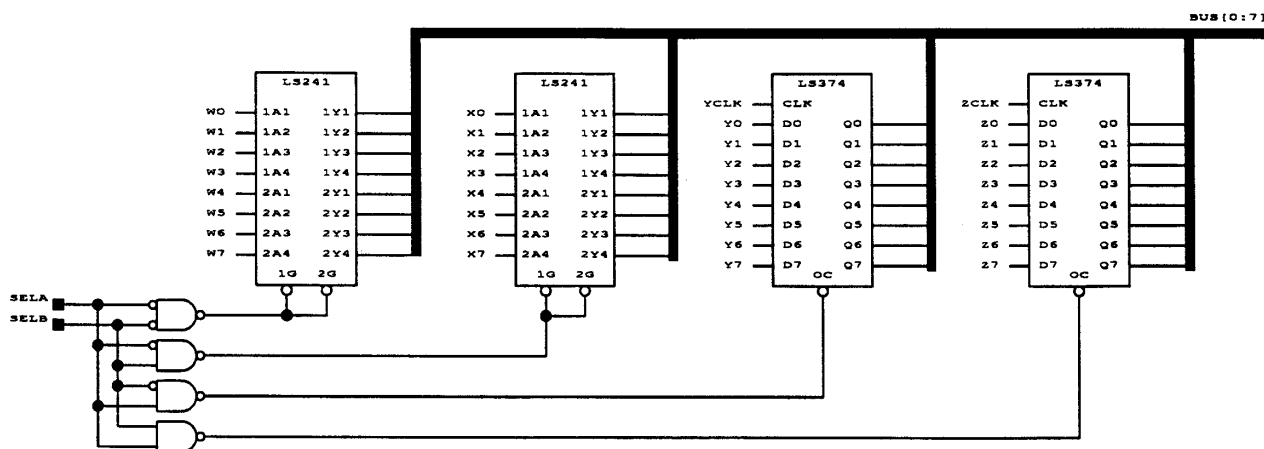 BUS[0:7]
LS241
W0 1A1 1Y1
W1 1A2 1Y2
W2 1A3 1Y3
W3 1A4 1Y4
W4 2A1 2Y1
W5 2A2 2Y2
W6 2A3 2Y3
W7 2A4 2Y4
1G 2G
LS241
X0 1A1 1Y1
X1 1A2 1Y2
X2 1A3 1Y3
X3 1A4 1Y4
X4 2A1 2Y1
X5 2A2 2Y2
X6 2A3 2Y3
X7 2A4 2Y4
1G 2G
LS374
YCLK CLK
Y0 D0 Q0
Y1 D1 Q1
Y2 D2 Q2
Y3 D3 Q3
Y4 D4 Q4
Y5 D5 Q5
Y6 D6 Q6
Y7 D7 Q7
OC
LS374
ZCLK CLK
Z0 D0 Q0
Z1 D1 Q1
Z2 D2 Q2
Z3 D3 Q3
Z4 D4 Q4
Z5 D5 Q5
Z6 D6 Q6
Z7 D7 Q7
OC
SELA
SELB